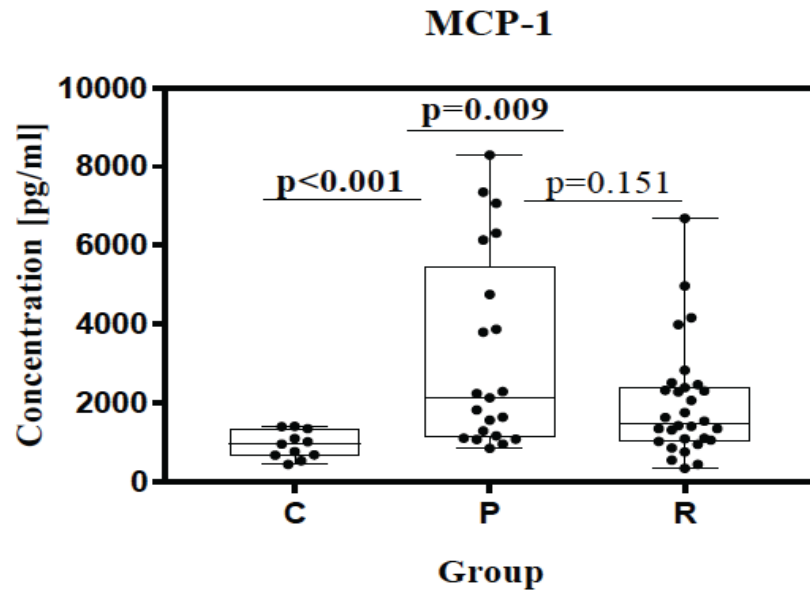 MCP-1
10000
8000
6000
4000
2000
0
Concentration [pg/ml]
p=0.009
p<0.001
p=0.151
C P R
Group